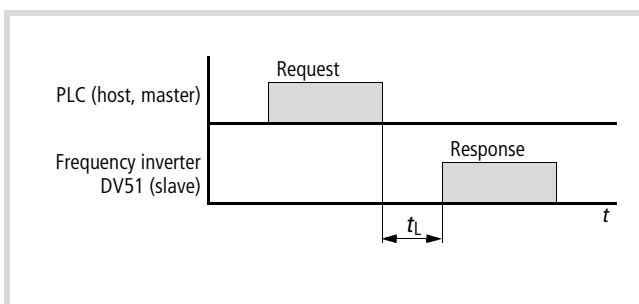 Request
PLC (host, master)
Response
Frequency inverter
DV51 (slave)
t
tL